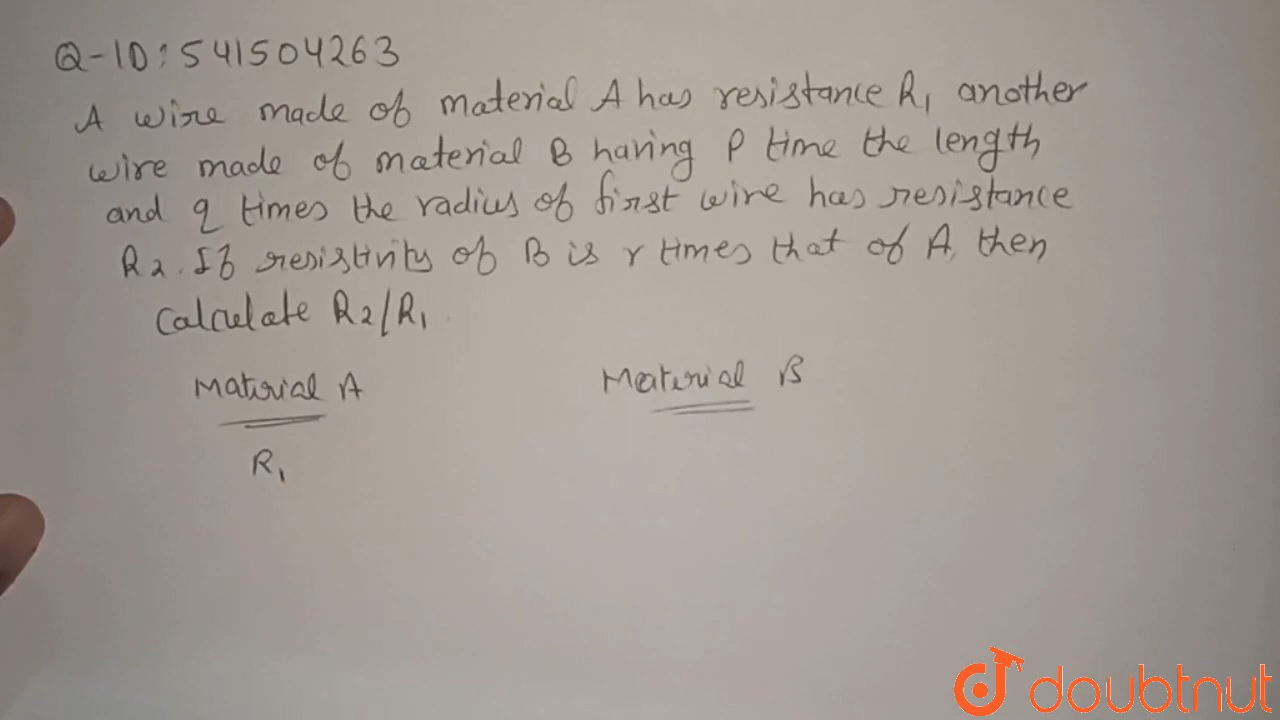 Q-ID: 541504263
A wire made of material A has resistance R1 another
wire made of material B having P time the length
and q times the radius of first wire has resistance
R2. If resistivity of B is r times that of A, then
Calculate R2/R1
Material A
Material B
R1
doubtnut